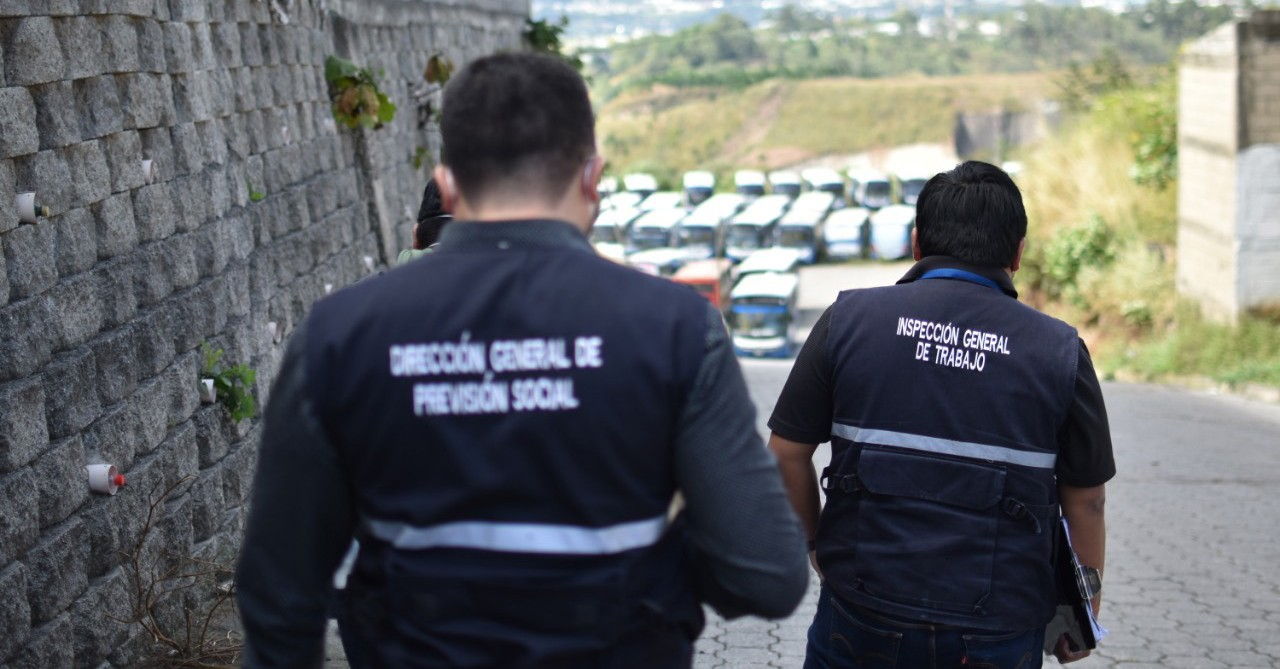 DIRECCIÓN GENERAL DE
PREVISIÓN SOCIAL
INSPECCIÓN GENERAL
DE TRABAJO